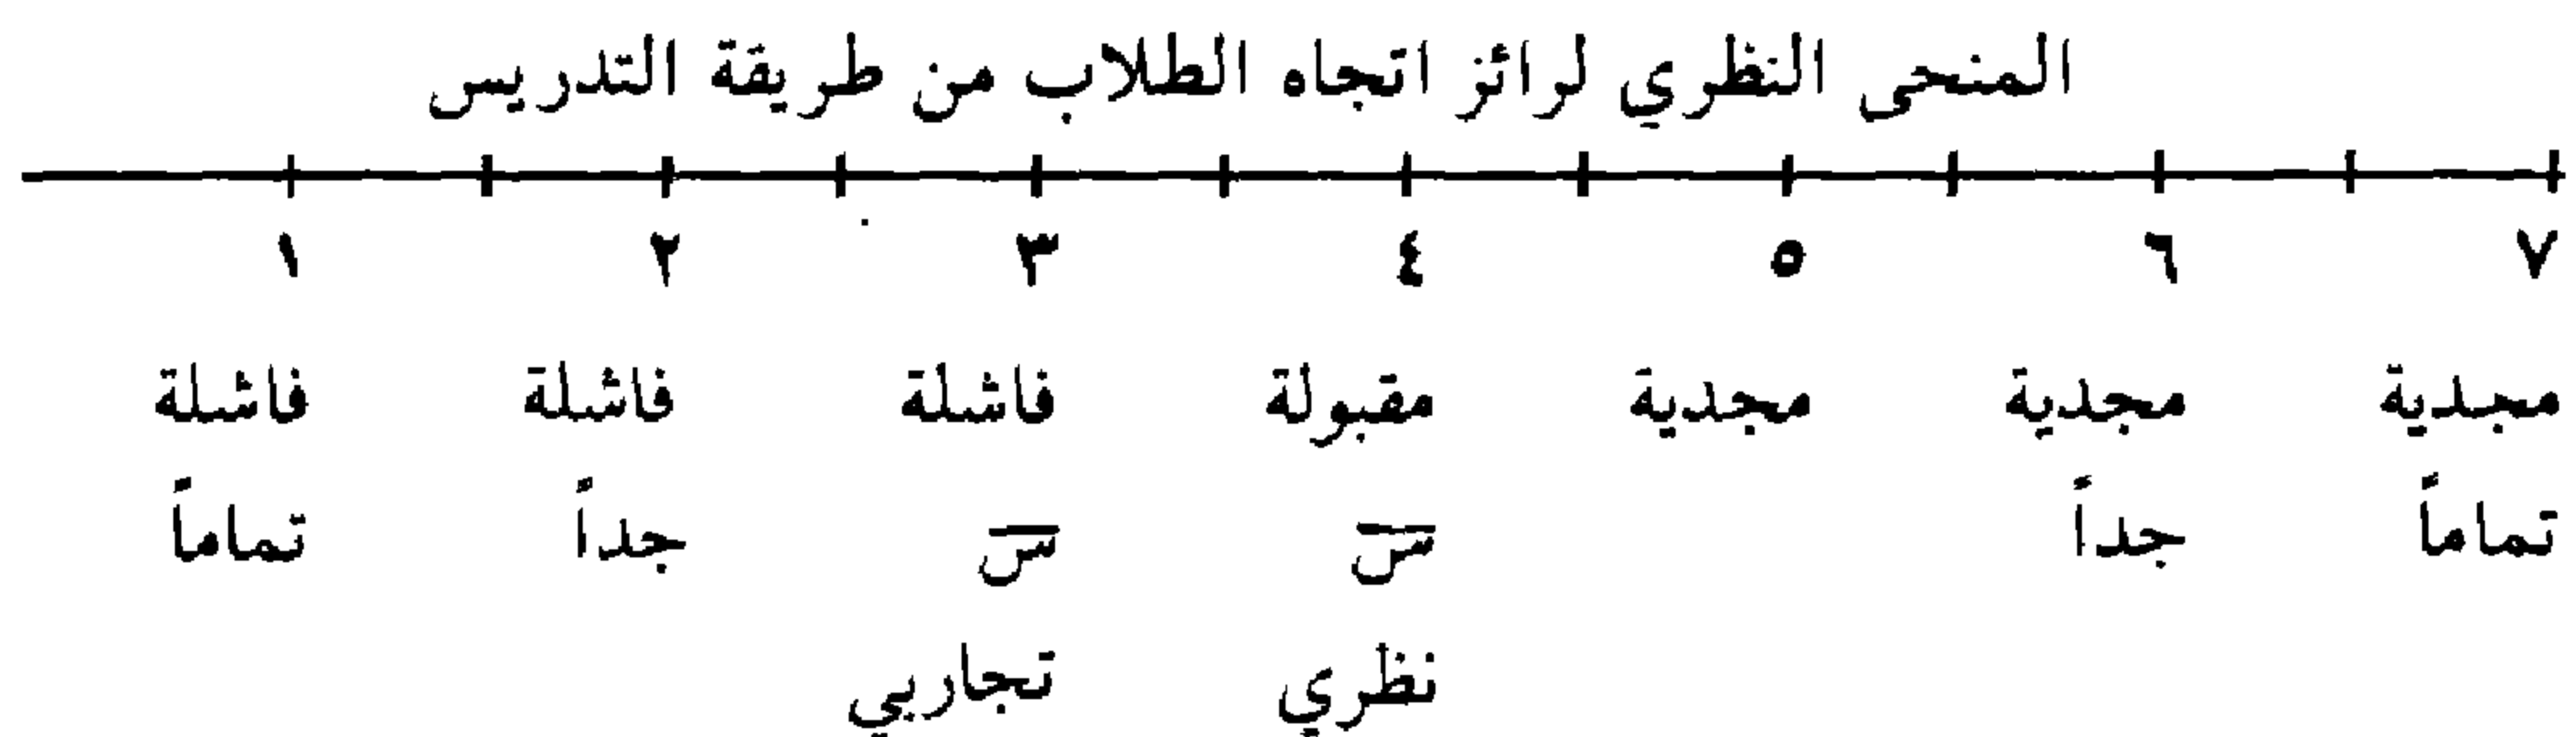 المنحى النظري لرائز اتجاه الطلاب من طريقة التدريس
٧ ٦ ٥ ٤ ٣ ٢ ١
مجدية مجدية مجدية مقبولة فاشلة فاشلة فاشلة
تماماً جداً س̅ س̅ جداً تماماً
نظري تجاربي